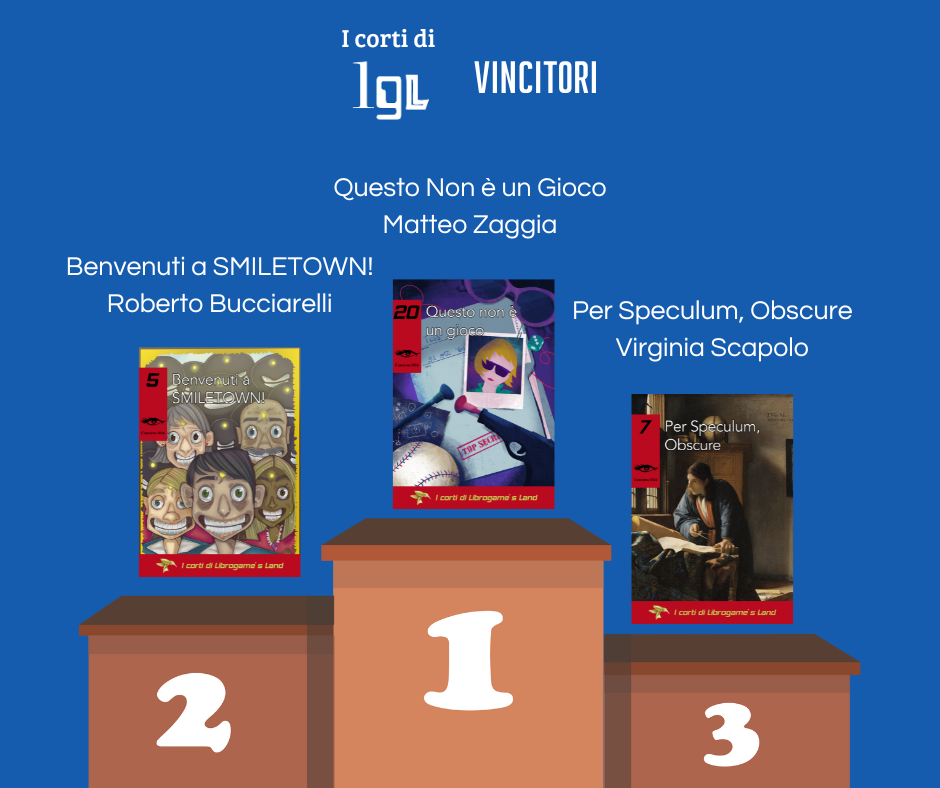 I corti di
lgL
VINCITORI
Questo Non è un Gioco
Matteo Zaggia
Benvenuti a SMILETOWN!
Roberto Bucciarelli
Per Speculum, Obscure
Virginia Scapolo
20
Questo non è
un gioco
TOP SECRET
I corti di Librogame's Land
5
Benvenuti a
SMILETOWN!
I corti di Librogame's Land
7
Per Speculum,
Obscure
I corti di Librogame's Land
1
2
3